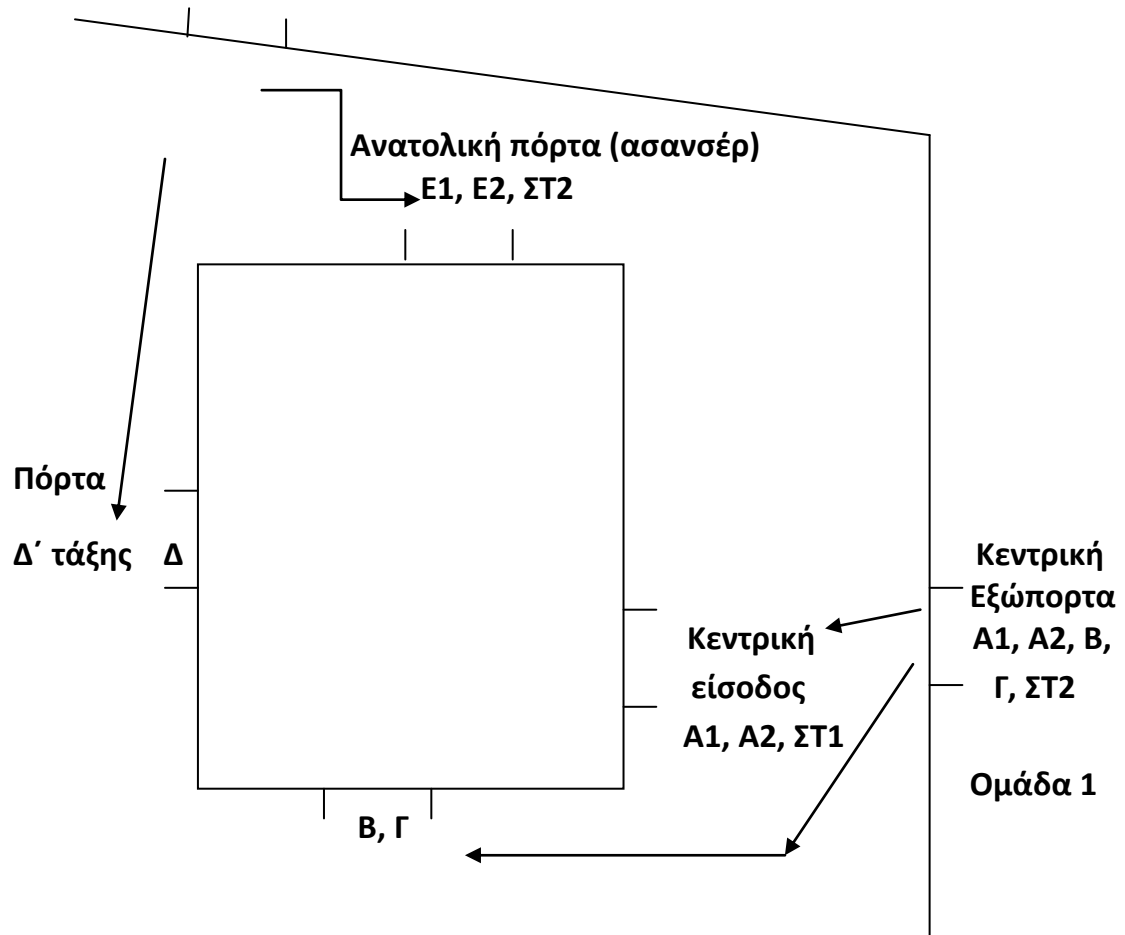 Ανατολική πόρτα (ασανσέρ)
Ε1, Ε2, ΣΤ2
Πόρτα
Δ΄ τάξης Δ
Κεντρική
είσοδος
Α1, Α2, ΣΤ1
Κεντρική
Εξώπορτα
Α1, Α2, Β,
Γ, ΣΤ2
Ομάδα 1
Β, Γ